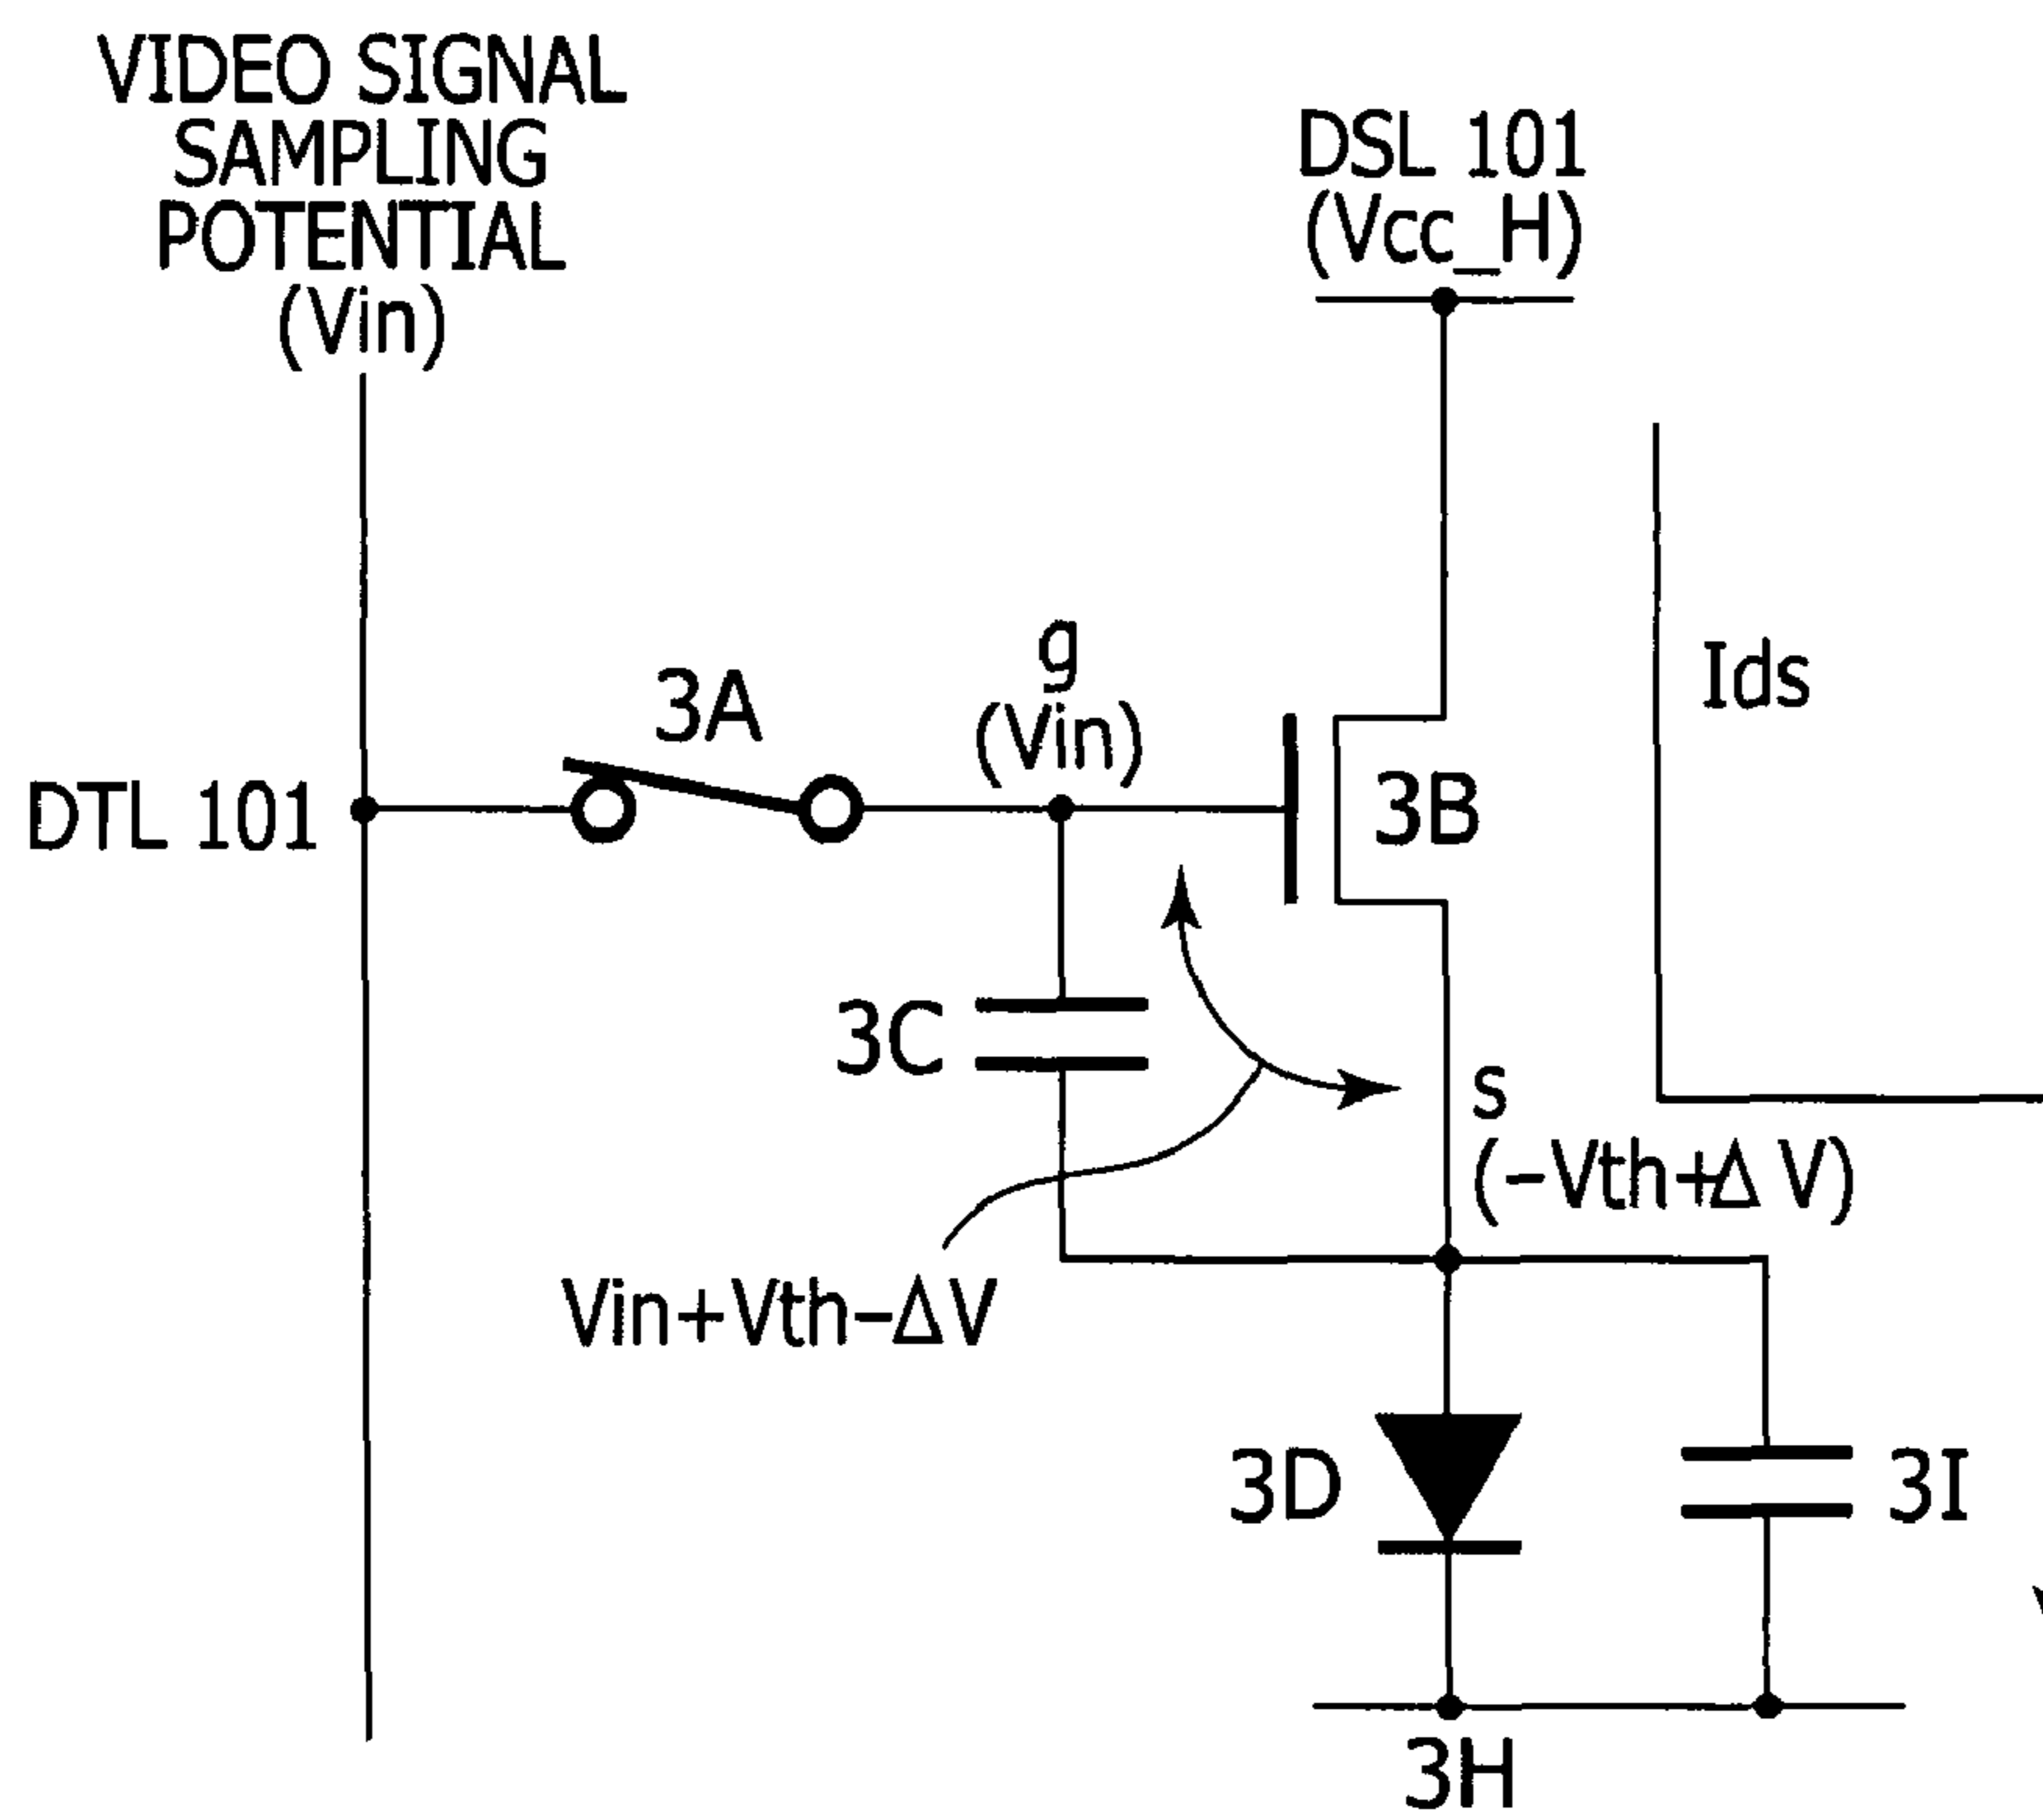 VIDEO SIGNAL
SAMPLING
POTENTIAL
(Vin)
DSL 101
(Vcc_H)
Ids
g
(Vin)
3A
DTL 101
3B
3C
s
(-Vth+Δ V)
Vin+Vth-ΔV
3D
3I
3H